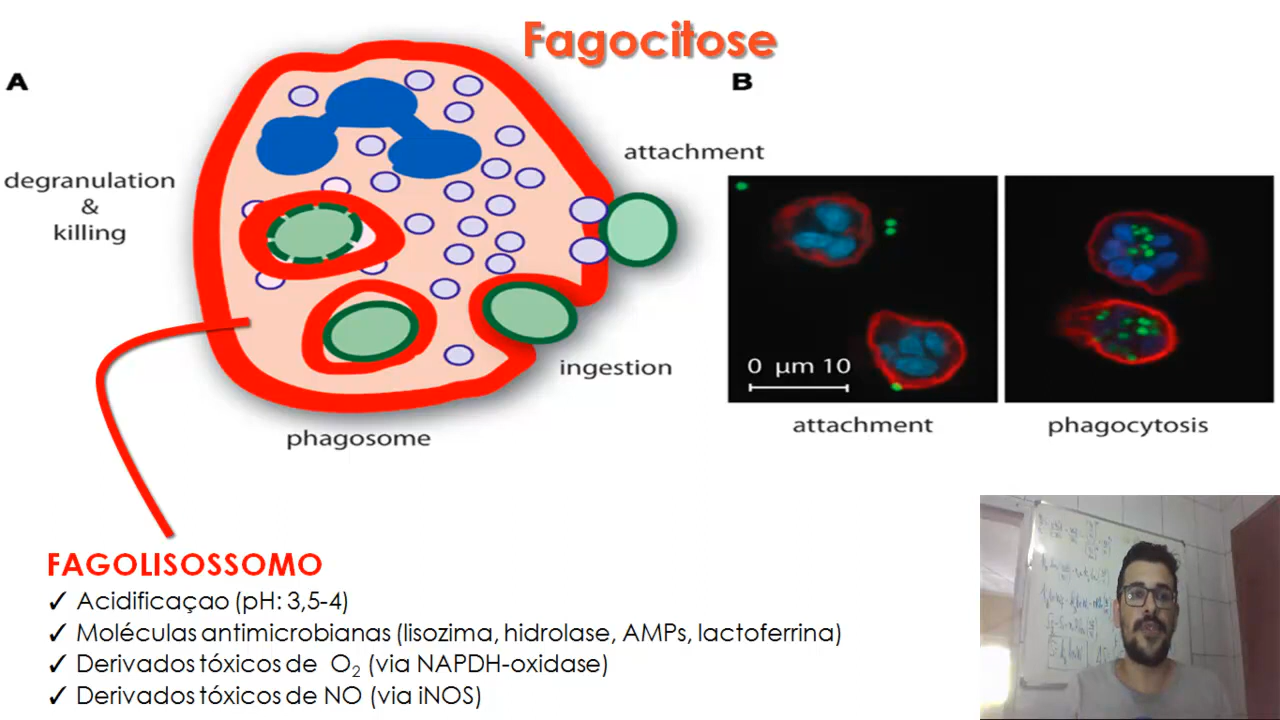 Fagocitose
A
B
attachment
degranulation
&
killing
ingestion
phagosome
0 μm 10
attachment
phagocytosis
FAGOLISOSSOMO
✓ Acidificaçao (pH: 3,5-4)
✓ Moléculas antimicrobianas (lisozima, hidrolase, AMPs, lactoferrina)
✓ Derivados tóxicos de O₂ (via NAPDH-oxidase)
✓ Derivados tóxicos de NO (via iNOS)